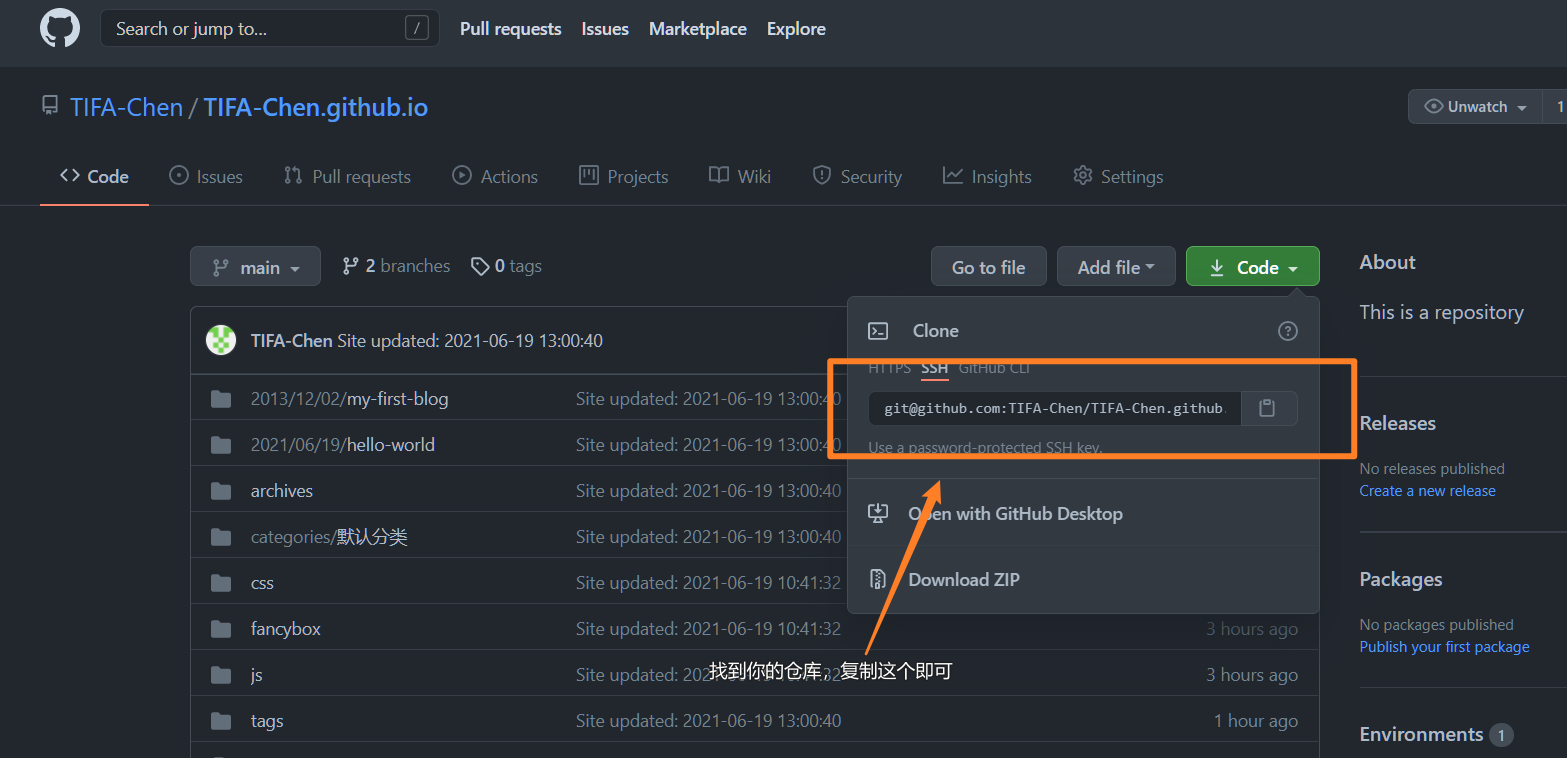 Search or jump to... /
Pull requests Issues Marketplace Explore
TIFA-Chen / TIFA-Chen.github.io
Unwatch 1
Code Issues Pull requests Actions Projects Wiki Security Insights Settings
main 2 branches 0 tags
Go to file Add file Code
TIFA-Chen Site updated: 2021-06-19 13:00:40
2013/12/02/my-first-blog Site updated: 2021-06-19 13:00:40
2021/06/19/hello-world Site updated: 2021-06-19 13:00:40
archives Site updated: 2021-06-19 13:00:40
categories/默认分类 Site updated: 2021-06-19 13:00:40
css Site updated: 2021-06-19 10:41:32
fancybox Site updated: 2021-06-19 10:41:32 3 hours ago
js Site updated: 2021-06-19 10:41:32 3 hours ago
tags Site updated: 2021-06-19 13:00:40 1 hour ago
Clone ?
HTTPS SSH GitHub CLI
git@github.com:TIFA-Chen/TIFA-Chen.github.
Use a password-protected SSH key.
Open with GitHub Desktop
Download ZIP
找到你的仓库，复制这个即可
About
This is a repository
Releases
No releases published
Create a new release
Packages
No packages published
Publish your first package
Environments 1